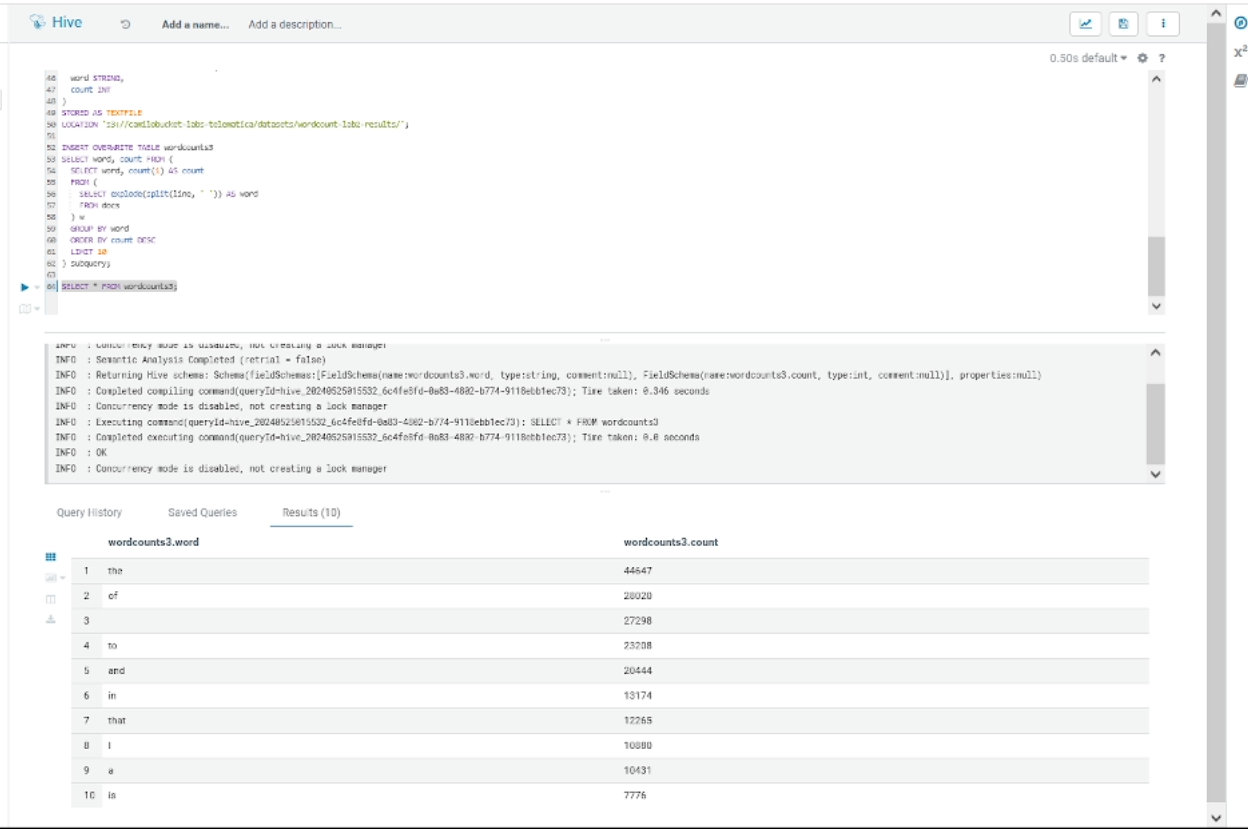 Hive Add a name... Add a description...
0.50s default ?
46 word STRING,
47 count INT
48 )
49 STORED AS TEXTFILE
50 LOCATION 's3://camilobucket-labs-telematica/datasets/wordcount-lab2-results/';
51
52 INSERT OVERWRITE TABLE wordcounts3
53 SELECT word, count FROM (
54 SELECT word, count(1) AS count
55 FROM (
56 SELECT explode(split(line, ' ')) AS word
57 FROM docs
58 ) w
59 GROUP BY word
60 ORDER BY count DESC
61 LIMIT 10
62 ) subquery;
63
64 SELECT * FROM wordcounts3;
INFO : Concurrency mode is disabled, not creating a lock manager
INFO : Semantic Analysis Completed (retrial = false)
INFO : Returning Hive schema: Schema(fieldSchemas:[FieldSchema(name:wordcounts3.word, type:string, comment:null), FieldSchema(name:wordcounts3.count, type:int, comment:null)], properties:null)
INFO : Completed compiling command(queryId=hive_20240525015532_6c4fe8fd-0a83-4802-b774-9118ebb1ec73); Time taken: 0.346 seconds
INFO : Concurrency mode is disabled, not creating a lock manager
INFO : Executing command(queryId=hive_20240525015532_6c4fe8fd-0a83-4802-b774-9118ebb1ec73): SELECT * FROM wordcounts3
INFO : Completed executing command(queryId=hive_20240525015532_6c4fe8fd-0a83-4802-b774-9118ebb1ec73); Time taken: 0.0 seconds
INFO : OK
INFO : Concurrency mode is disabled, not creating a lock manager
Query History Saved Queries Results (10)
wordcounts3.word wordcounts3.count
1 the 44647
2 of 28020
3 27298
4 to 23208
5 and 20444
6 in 13174
7 that 12265
8 I 10880
9 a 10431
10 is 7776